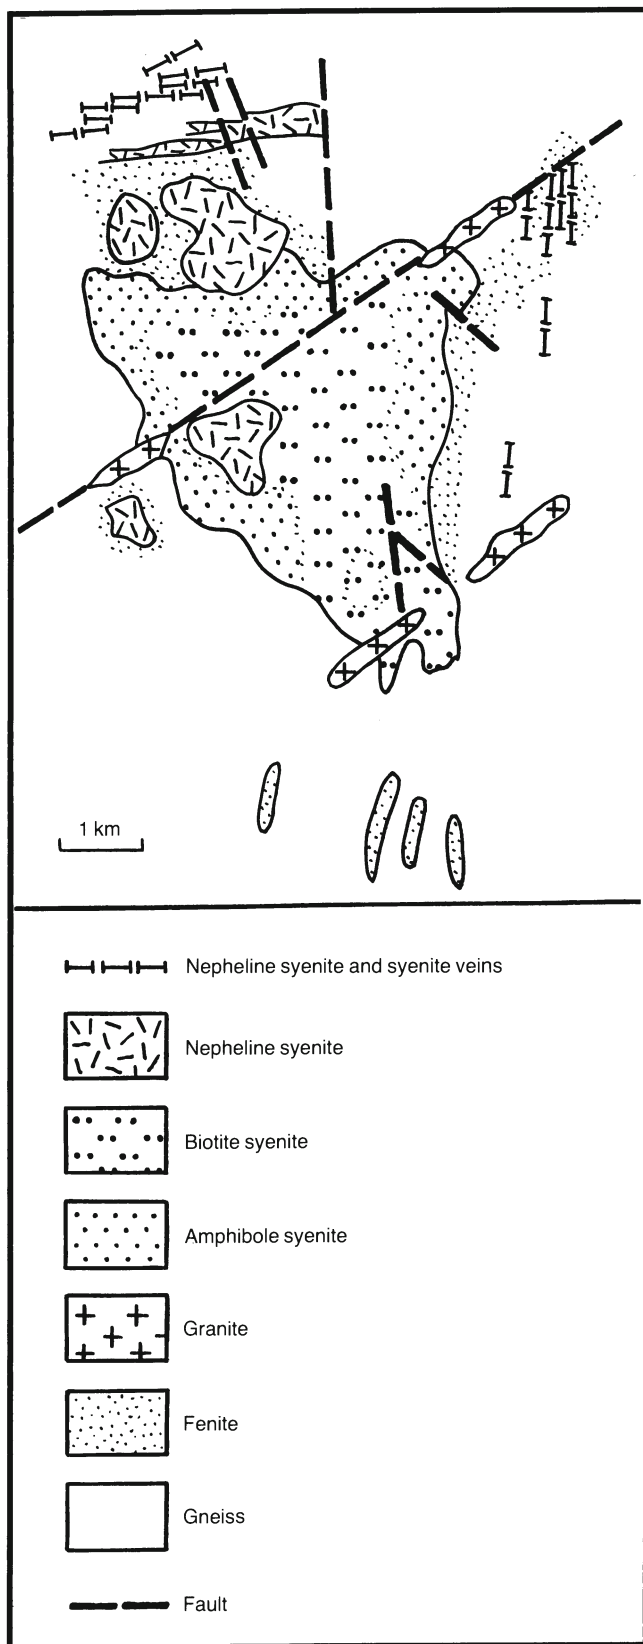 1 km
Nepheline syenite and syenite veins
Nepheline syenite
Biotite syenite
Amphibole syenite
Granite
Fenite
Gneiss
Fault